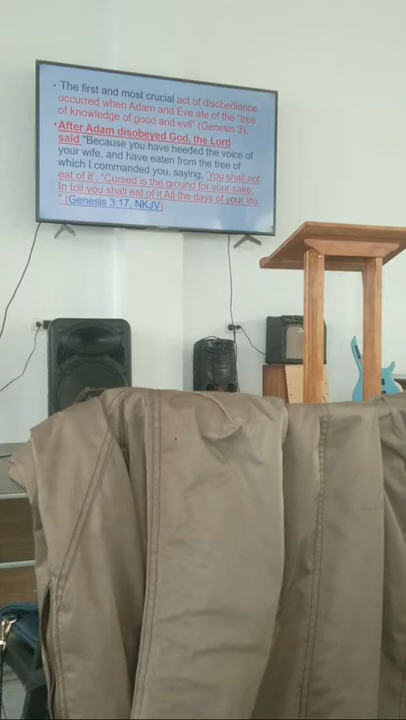 • The first and most crucial act of disobedience
occurred when Adam and Eve ate of the "tree
of knowledge of good and evil" (Genesis 3).
• After Adam disobeyed God, the Lord
said "Because you have heeded the voice of
your wife, and have eaten from the tree of
which I commanded you, saying, 'You shall not
eat of it': "Cursed is the ground for your sake;
In toil you shall eat of it All the days of your life.
" (Genesis 3:17, NKJV)